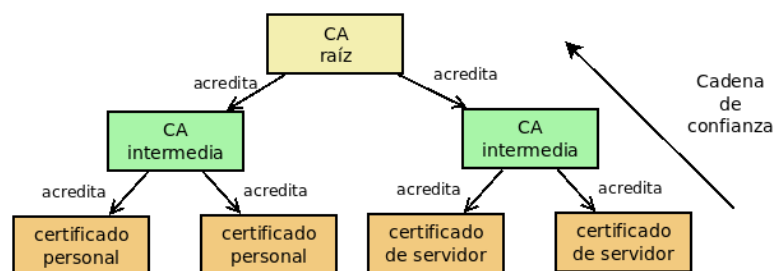 CA
raíz
acredita
acredita
Cadena
de
confianza
CA
intermedia
CA
intermedia
acredita
acredita
acredita
acredita
certificado
personal
certificado
personal
certificado
de servidor
certificado
de servidor